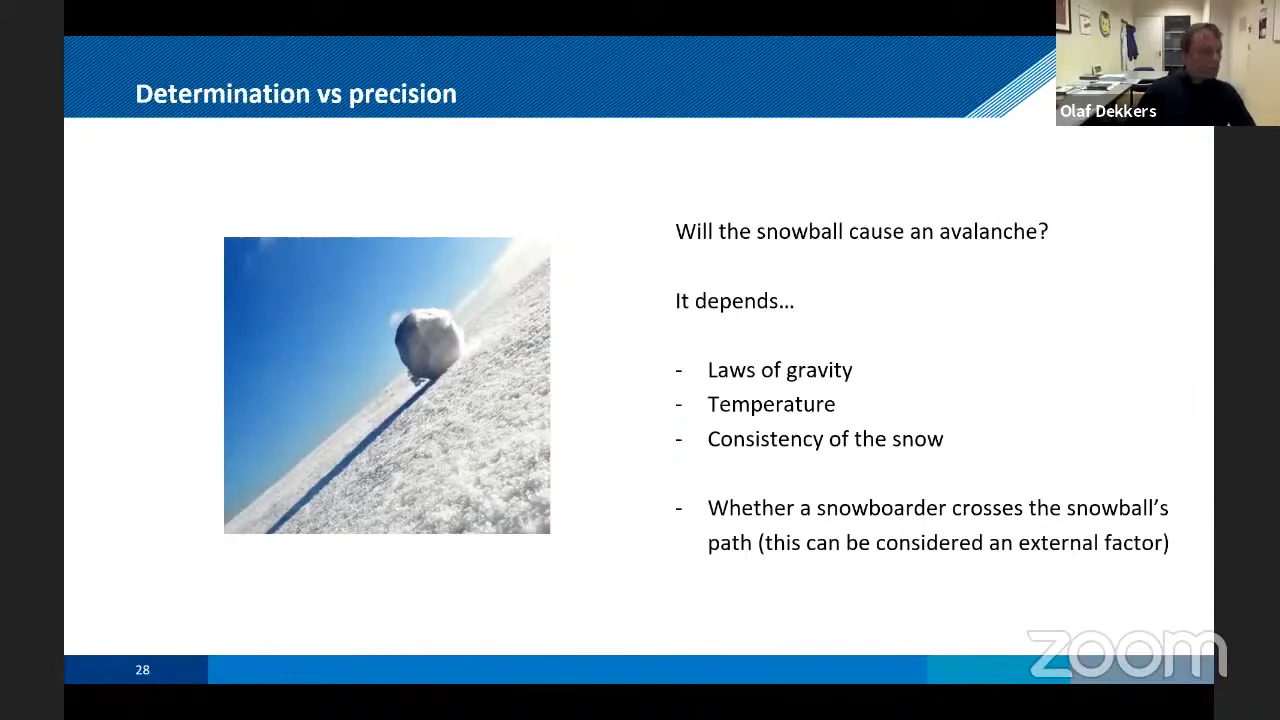 Determination vs precision
Olaf Dekkers
Will the snowball cause an avalanche?
It depends…
- Laws of gravity
- Temperature
- Consistency of the snow
- Whether a snowboarder crosses the snowball’s
path (this can be considered an external factor)
28
zoom